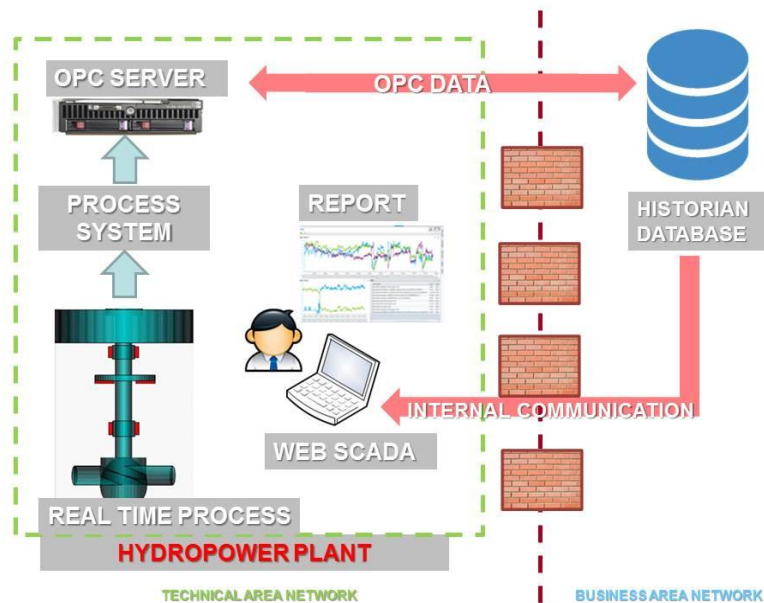 OPC SERVER
OPC DATA
PROCESS
SYSTEM
REPORT
HISTORIAN
DATABASE
INTERNAL COMMUNICATION
WEB SCADA
REAL TIME PROCESS
HYDROPOWER PLANT
TECHNICAL AREA NETWORK
BUSINESS AREA NETWORK